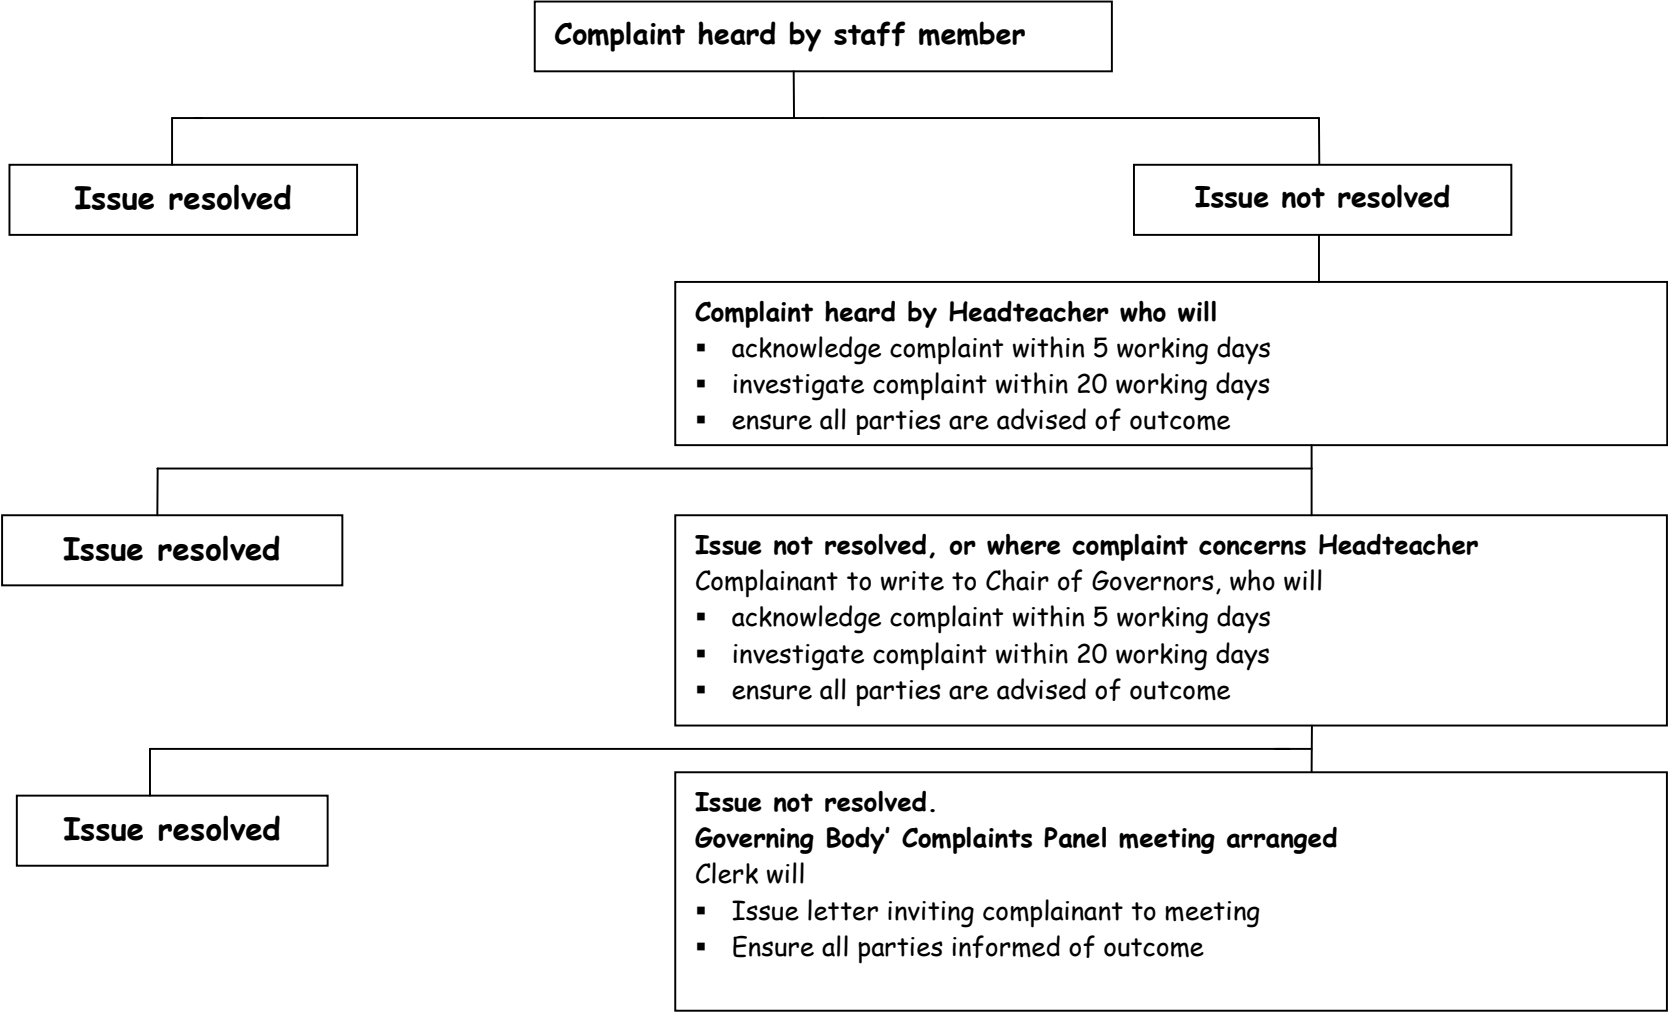 Complaint heard by staff member
Issue resolved
Issue not resolved
Complaint heard by Headteacher who will
▪ acknowledge complaint within 5 working days
▪ investigate complaint within 20 working days
▪ ensure all parties are advised of outcome
Issue resolved
Issue not resolved, or where complaint concerns Headteacher
Complainant to write to Chair of Governors, who will
▪ acknowledge complaint within 5 working days
▪ investigate complaint within 20 working days
▪ ensure all parties are advised of outcome
Issue resolved
Issue not resolved.
Governing Body’ Complaints Panel meeting arranged
Clerk will
▪ Issue letter inviting complainant to meeting
▪ Ensure all parties informed of outcome